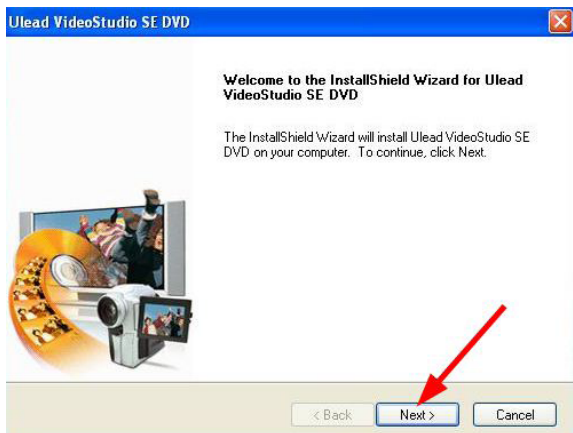 Ulead VideoStudio SE DVD
Welcome to the InstallShield Wizard for Ulead
VideoStudio SE DVD
The InstallShield Wizard will install Ulead VideoStudio SE
DVD on your computer.  To continue, click Next.
< Back
Next >
Cancel